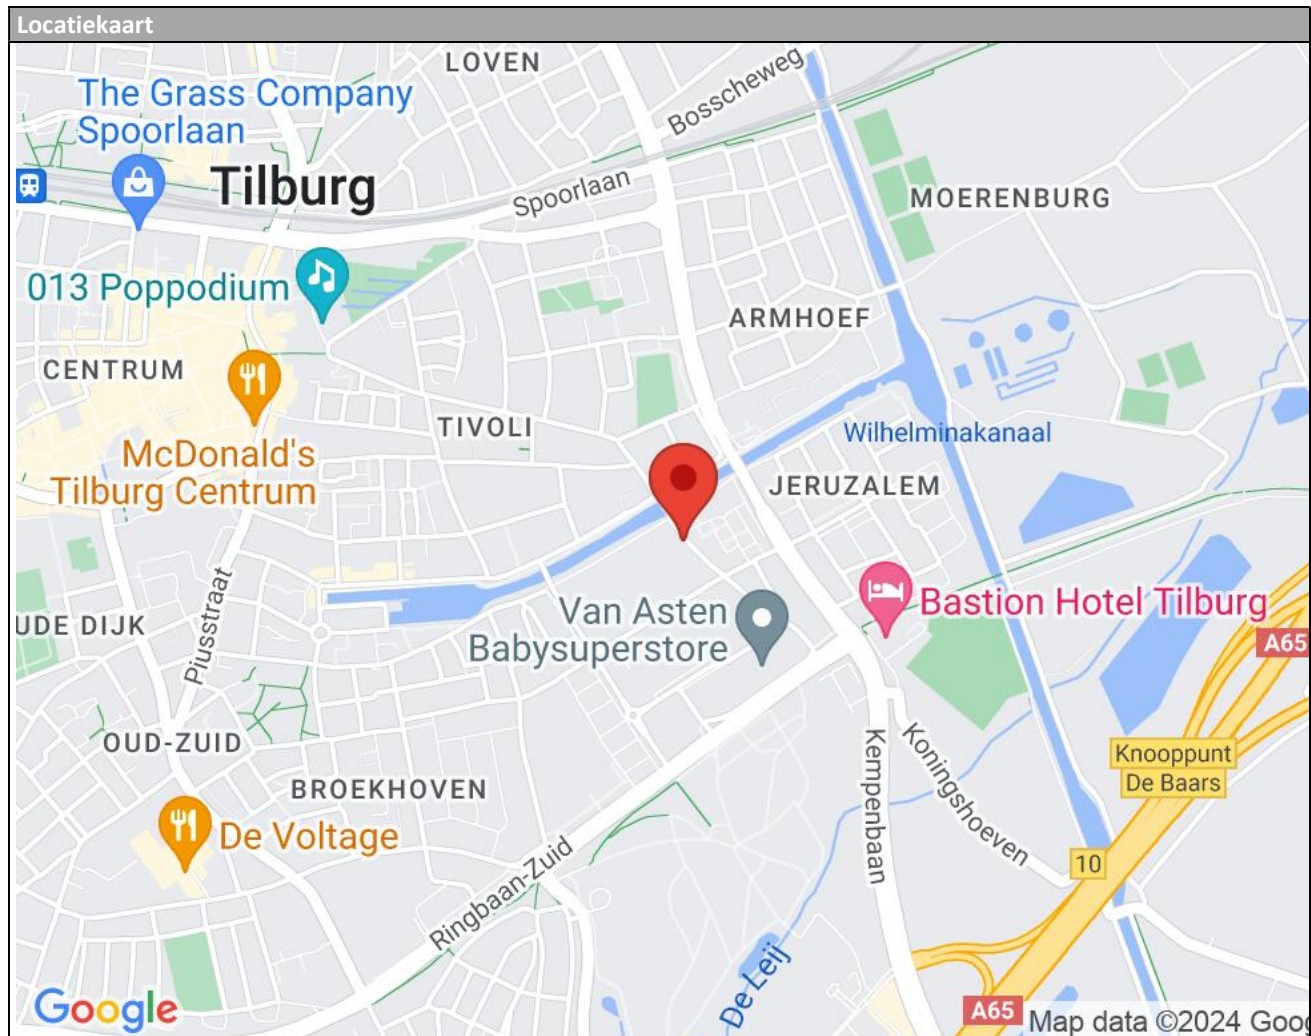 Locatiekaart
LOVEN
Bosscheweg
The Grass Company
Spoorlaan
Tilburg
Spoorlaan
MOERENBURG
013 Poppodium
ARMHOEF
CENTRUM
TIVOLI
Wilhelminakanaal
McDonald's
Tilburg Centrum
JERUZALEM
Piusstraat
Van Asten
Babysuperstore
Bastion Hotel Tilburg
UDE DIJK
A65
OUD-ZUID
Knooppunt
De Baars
Kempenbaan
Koningshoeven
BROEKHOVEN
De Voltage
Ringbaan-Zuid
10
De Leij
Google
A65
Map data ©2024 Goo